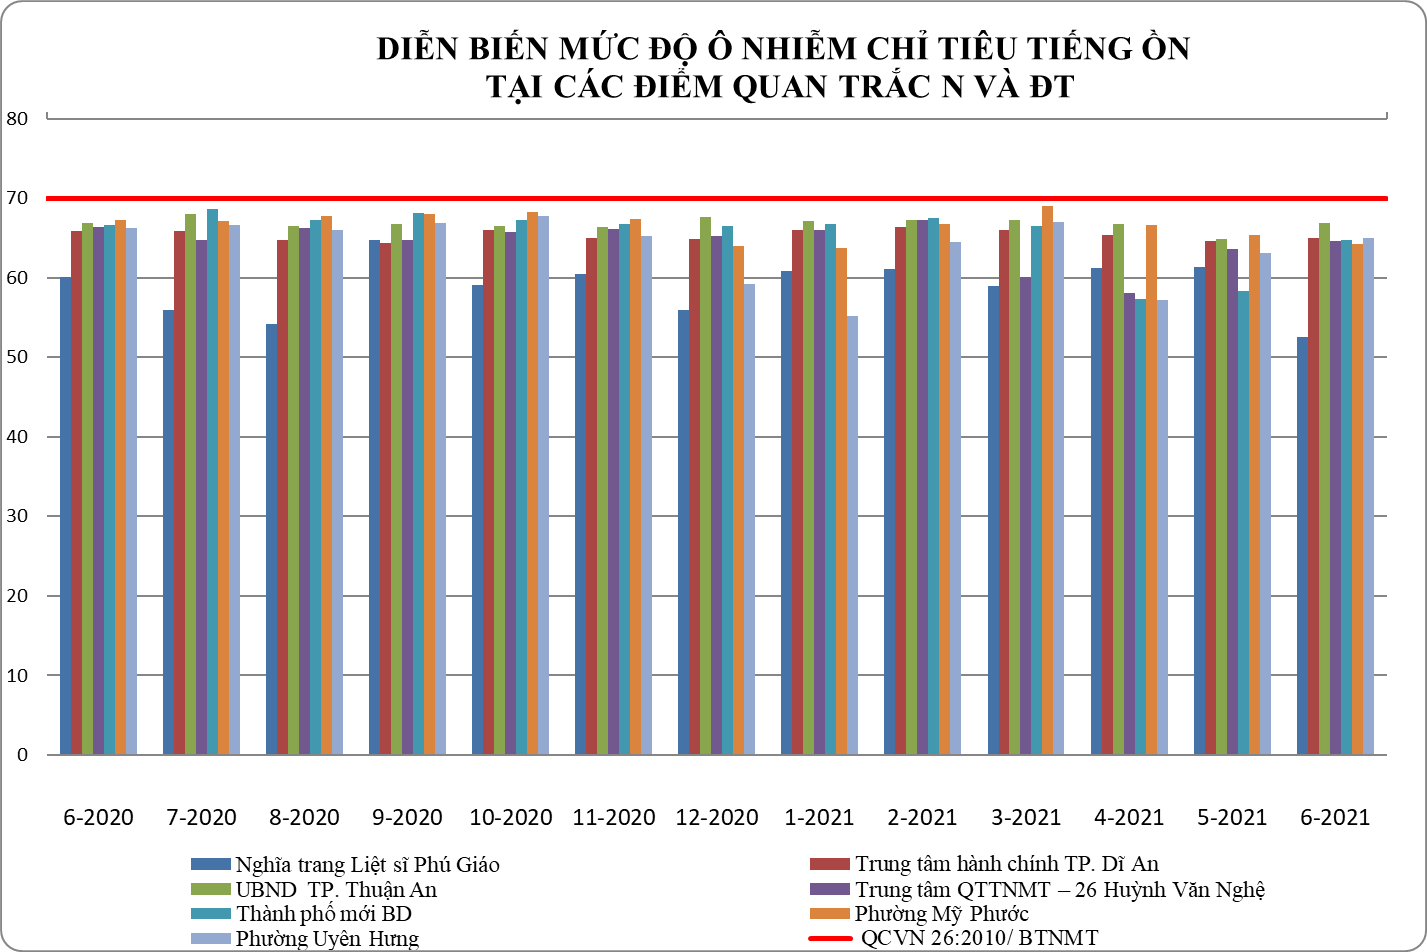 DIỄN BIẾN MỨC ĐỘ Ô NHIỄM CHỈ TIÊU TIẾNG ỒN
TẠI CÁC ĐIỂM QUAN TRẮC N VÀ ĐT
80
70
60
50
40
30
20
10
0
6-2020 7-2020 8-2020 9-2020 10-2020 11-2020 12-2020 1-2021 2-2021 3-2021 4-2021 5-2021 6-2021
Nghĩa trang Liệt sĩ Phú Giáo Trung tâm hành chính TP. Dĩ An
UBND TP. Thuận An Trung tâm QTTNMT – 26 Huỳnh Văn Nghệ
Thành phố mới BD Phường Mỹ Phước
Phường Uyên Hưng QCVN 26:2010/ BTNMT